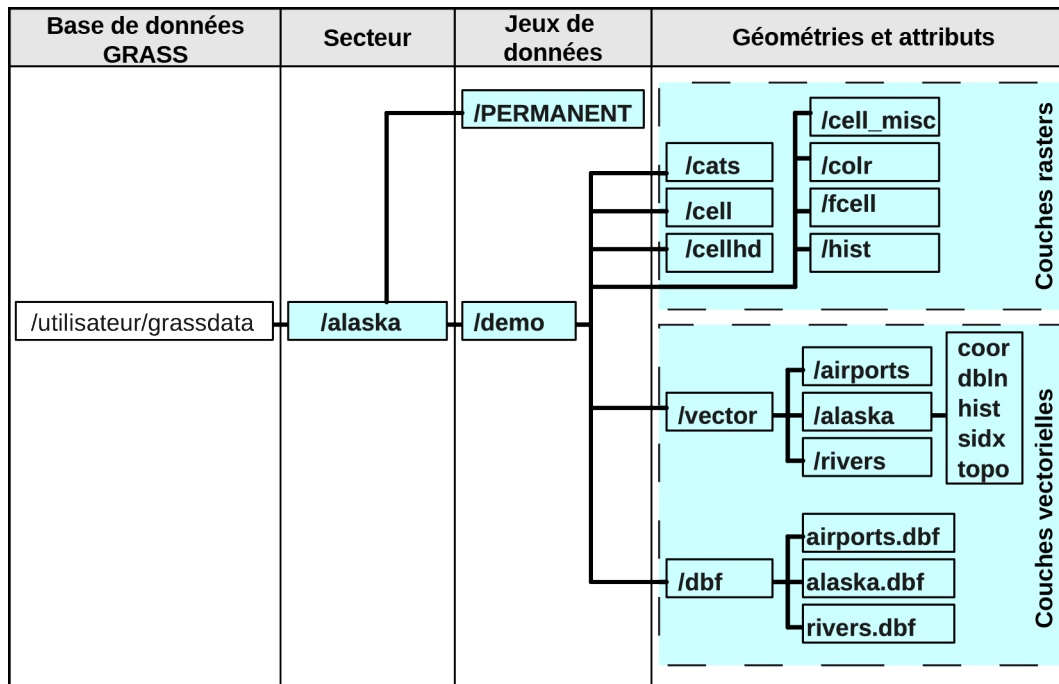 Base de données
GRASS
Secteur
Jeux de
données
Géométries et attributs
/PERMANENT
/cell_misc
/cats
/colr
/cell
/fcell
/cellhd
/hist
Couches rasters
/utilisateur/grassdata
/alaska
/demo
/vector
/airports
/alaska
/rivers
coor
dbln
hist
sidx
topo
/dbf
airports.dbf
alaska.dbf
rivers.dbf
Couches vectorielles